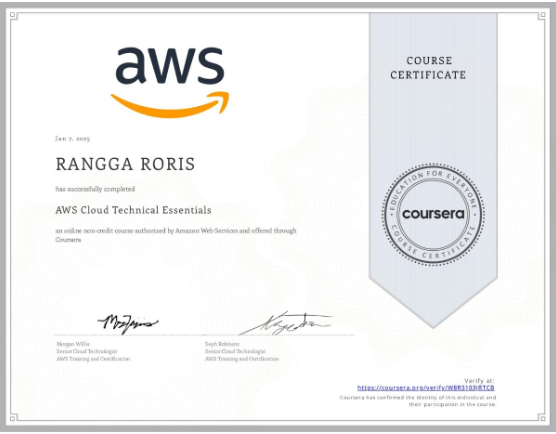 aws
COURSE
CERTIFICATE
Jan 7, 2025
RANGGA RORIS
has successfully completed
AWS Cloud Technical Essentials
an online non-credit course authorized by Amazon Web Services and offered through
Coursera
EDUCATION FOR EVERYONE
coursera
COURSE CERTIFICATE
Morgan Willis
Senior Cloud Technologist
AWS Training and Certification
Seph Robinson
Senior Cloud Technologist
AWS Training and Certification
Verify at:
https://coursera.org/verify/
Coursera has confirmed the identity of this individual and
their participation in the course.